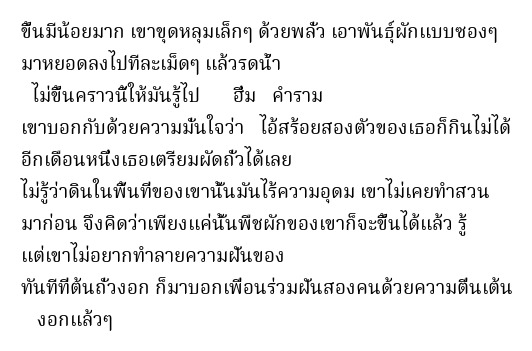 ขึ้นมีน้อยมาก เขาขุดหลุมเล็กๆ ด้วยพลั่ว เอาพันธุ์ผักแบบซองๆ
มาหยอดลงไปทีละเม็ดๆ แล้วรดน้ำ
ไม่ขึ้นคราวนี้ให้มันรู้ไป ฮึ่ม คำราม
เขาบอกกับด้วยความมั่นใจว่า ไอ้สร้อยสองตัวของเธอก็กินไม่ได้
อีกเดือนหนึ่งเธอเตรียมผัดถั่วได้เลย
ไม่รู้ว่าดินในพื้นที่ของเขานั้นมันไร้ความอุดม เขาไม่เคยทำสวน
มาก่อน จึงคิดว่าเพียงแค่นั้นพืชผักของเขาก็จะขึ้นได้แล้ว รู้
แต่เขาไม่อยากทำลายความฝันของ
ทันทีที่ต้นถั่วงอก ก็มาบอกเพื่อนร่วมฝันสองคนด้วยความตื่นเต้น
งอกแล้วๆ